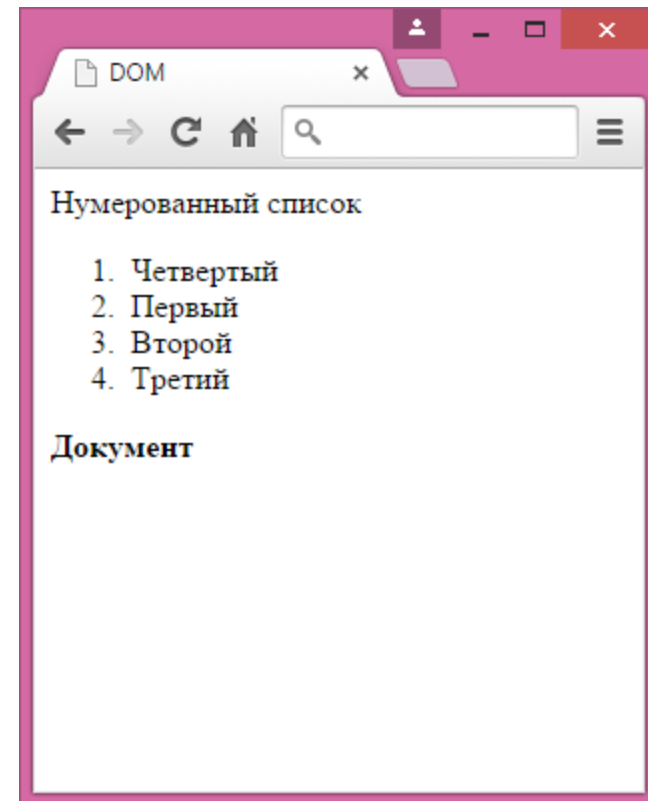 DOM
Нумерованный список
1. Четвертый
2. Первый
3. Второй
4. Третий
Документ